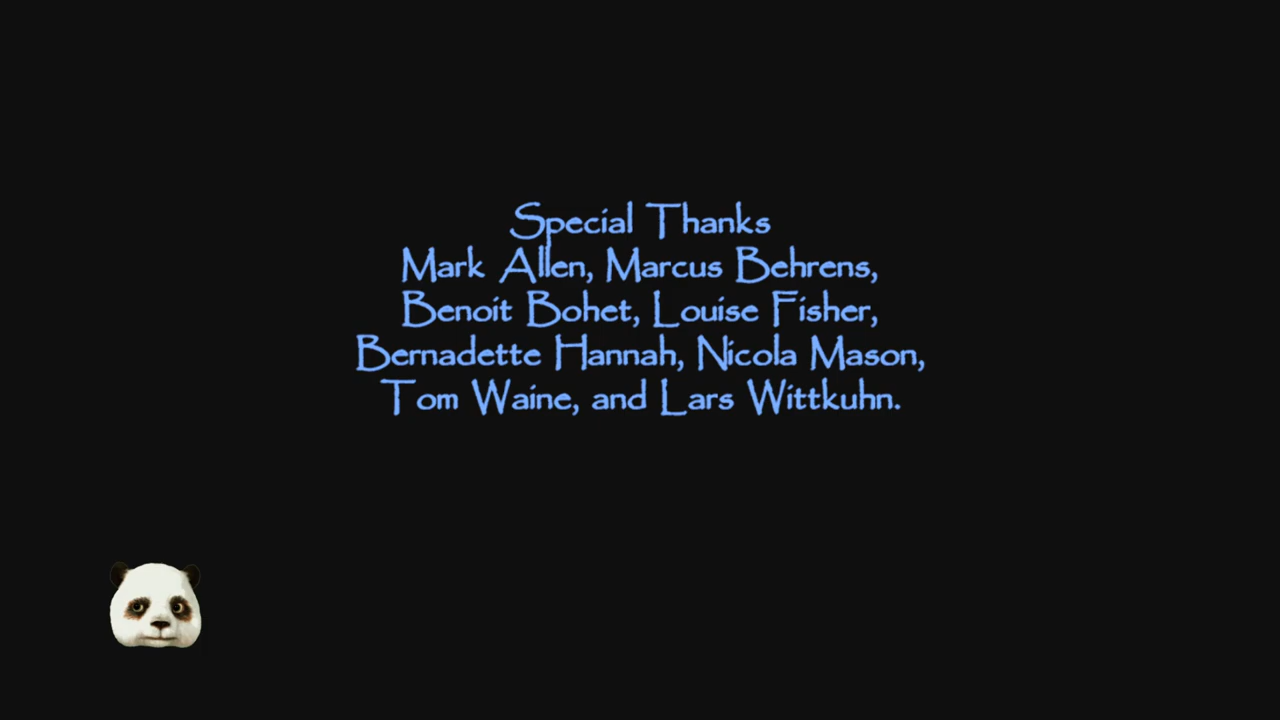 Special Thanks
Mark Allen, Marcus Behrens,
Benoit Bohet, Louise Fisher,
Bernadette Hannah, Nicola Mason,
Tom Waine, and Lars Wittkuhn.